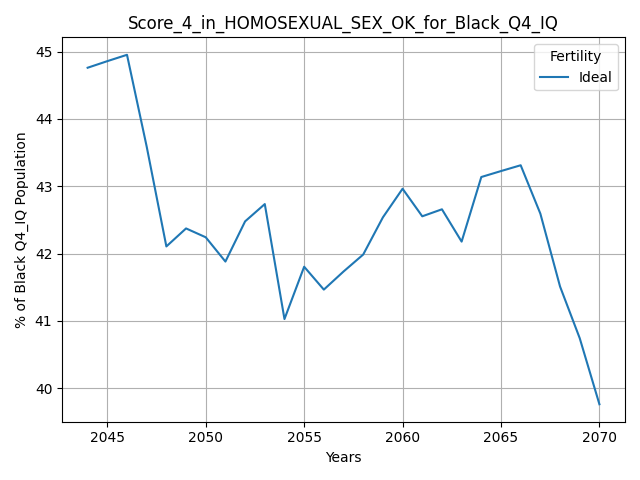 Score_4_in_HOMOSEXUAL_SEX_OK_for_Black_Q4_IQ
Fertility
Ideal
% of Black Q4_IQ Population
45
44
43
42
41
40
2045 2050 2055 2060 2065 2070
Years